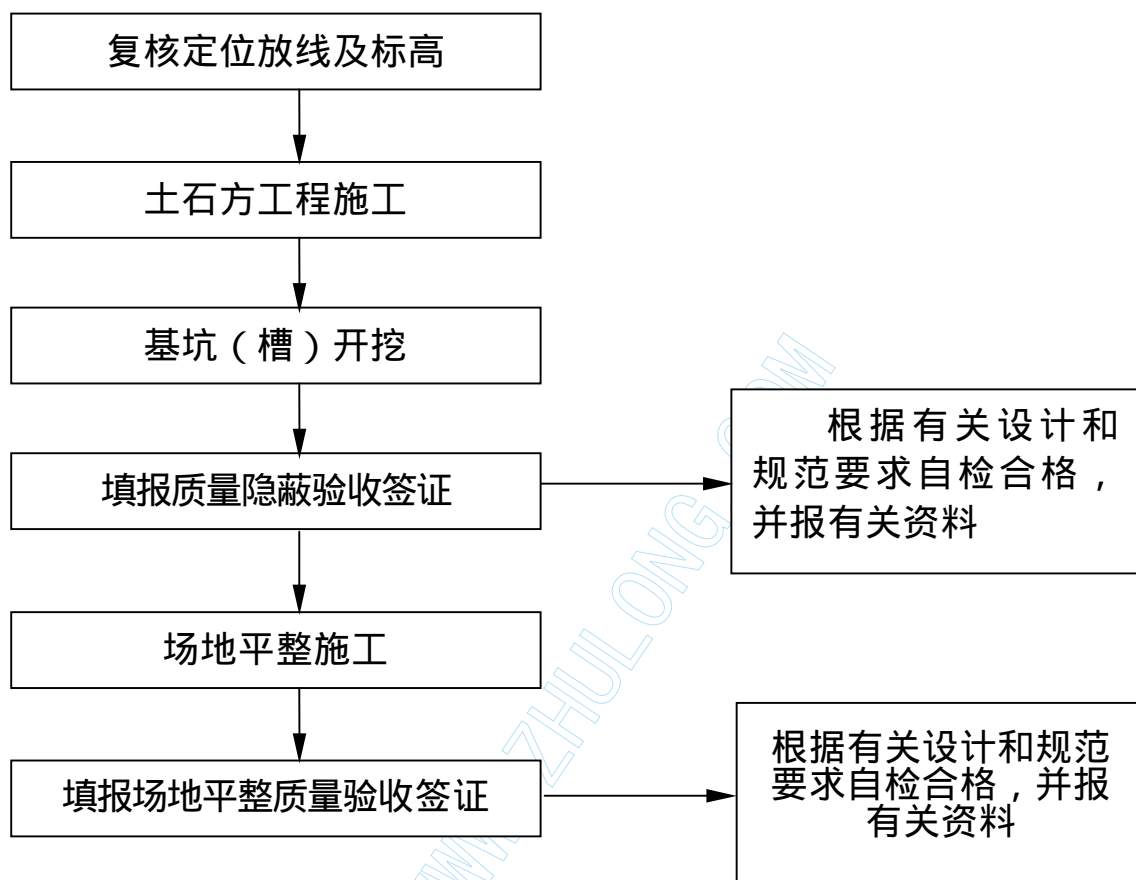 复核定位放线及标高
土石方工程施工
基坑（槽）开挖
填报质量隐蔽验收签证
根据有关设计和
规范要求自检合格，
并报有关资料
场地平整施工
填报场地平整质量验收签证
根据有关设计和规范
要求自检合格，并报
有关资料
WWW.ZHULONG.COM